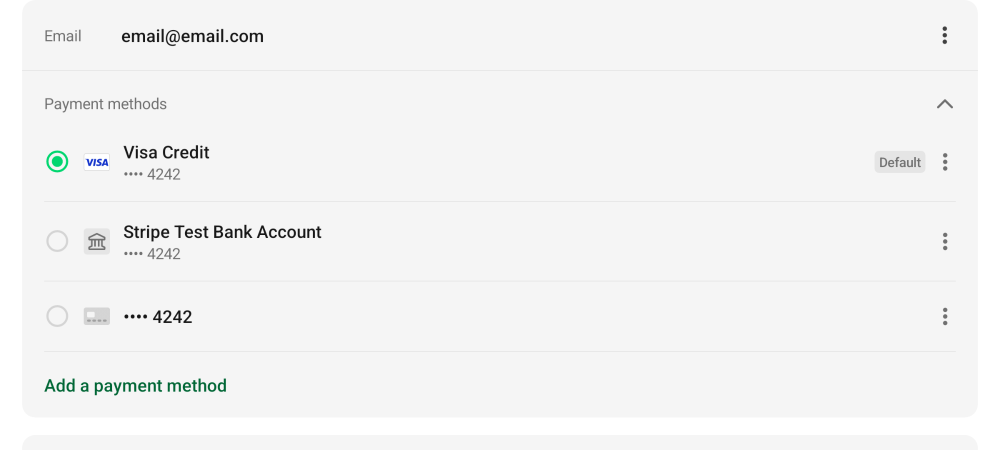 Email email@email.com
Payment methods
VISA Visa Credit
•••• 4242
Default
Stripe Test Bank Account
•••• 4242
•••• 4242
Add a payment method